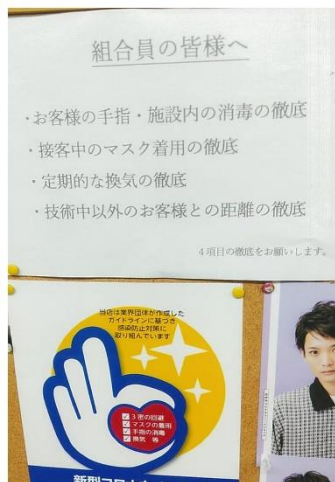 組合員の皆様へ
・お客様の手指・施設内の消毒の徹底
・接客中のマスク着用の徹底
・定期的な換気の徹底
・技術中以外のお客様との距離の徹底
4項目の徹底をお願いします。
当店は業界団体が作成した
ガイドラインに基づき
感染防止対策に
取り組んでいます
☑3密の回避
☑マスクの着用
☑手指の消毒
☑換気 等